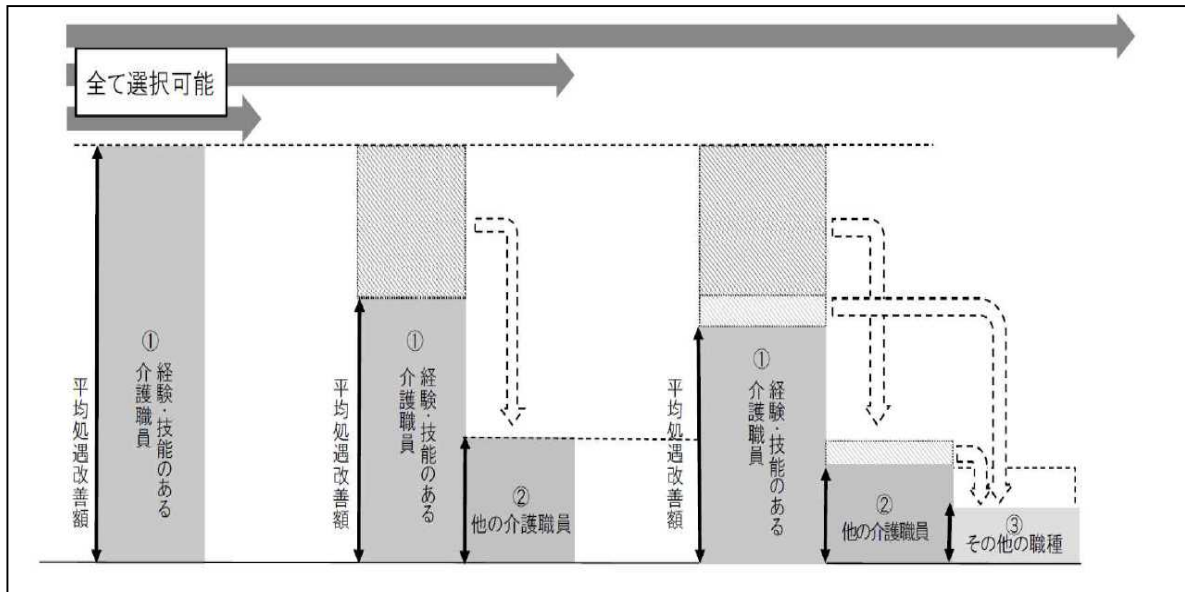 全て選択可能
平均処遇改善額
①
経験・技能のある
介護職員
平均処遇改善額
①
経験・技能のある
介護職員
②
他の介護職員
平均処遇改善額
①
経験・技能のある
介護職員
②
他の介護職員
③
その他の職種